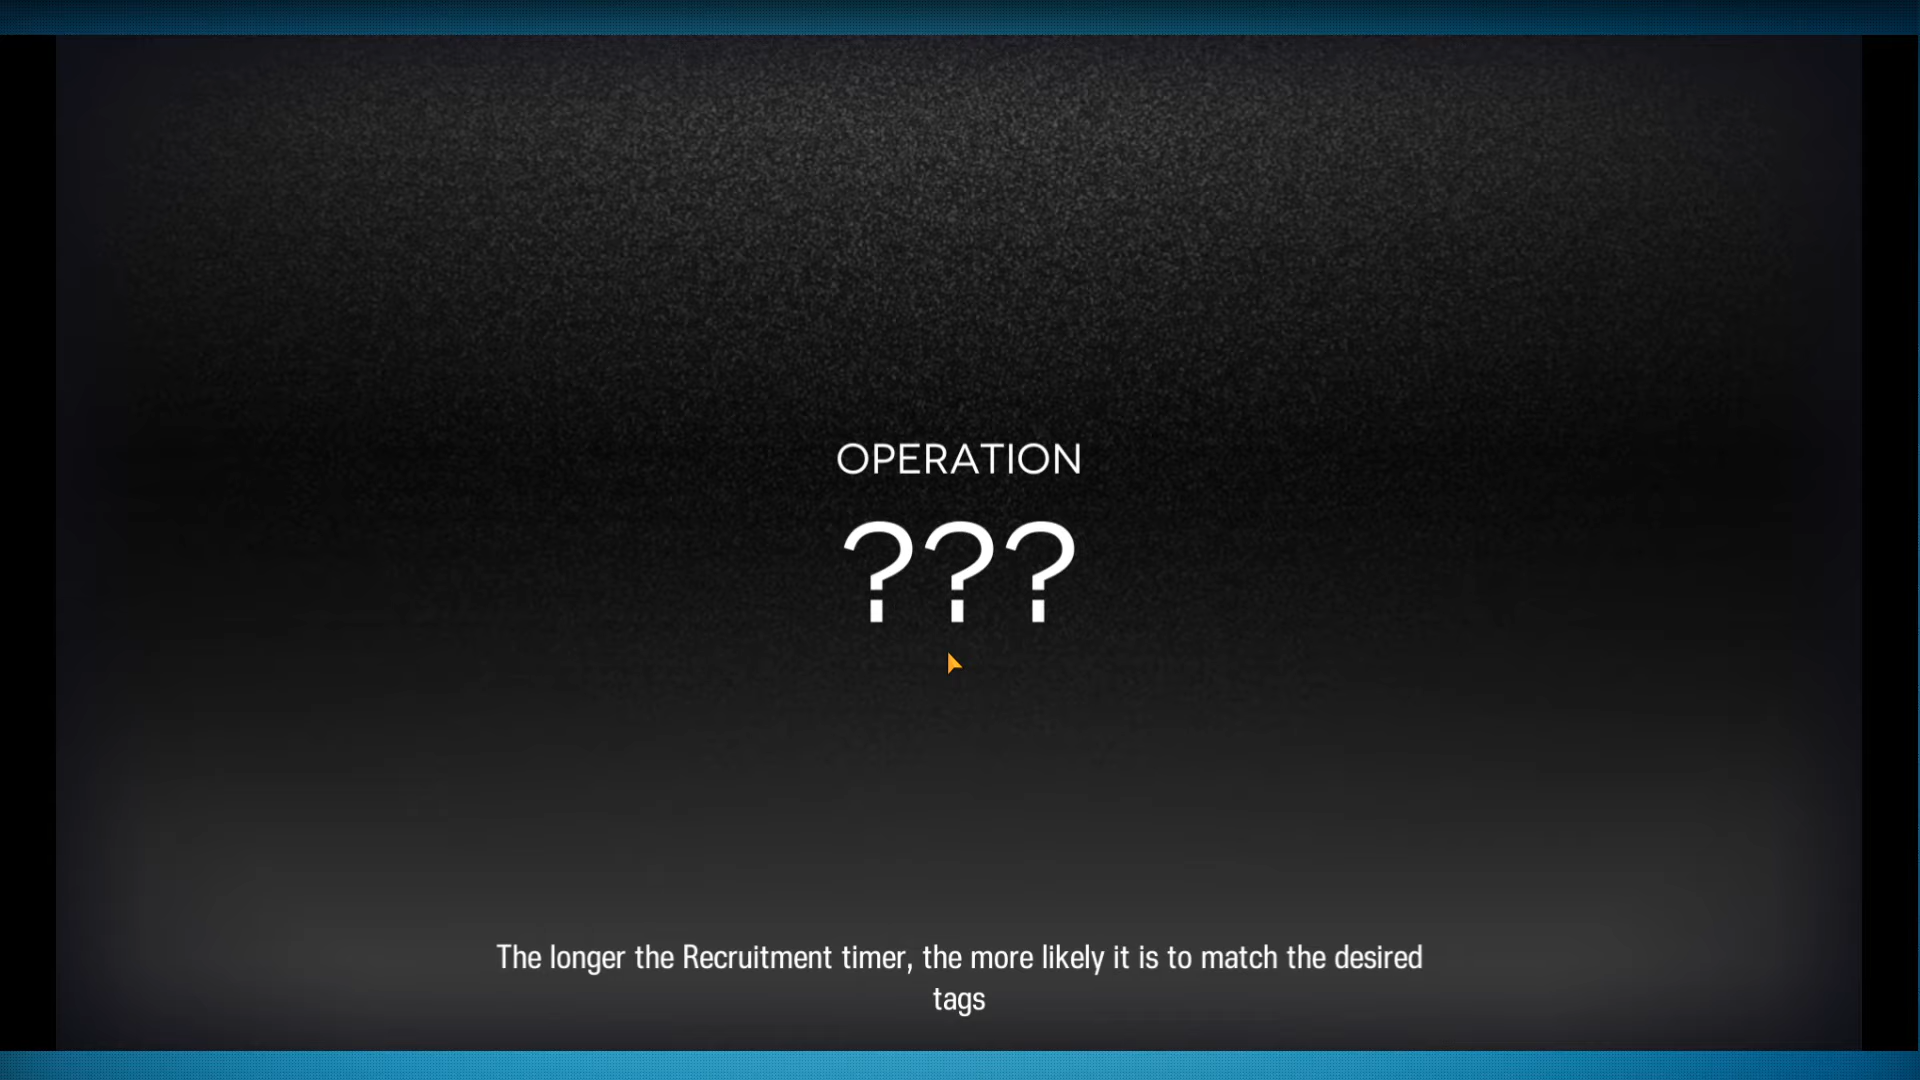 OPERATION
???
The longer the Recruitment timer, the more likely it is to match the desired
tags